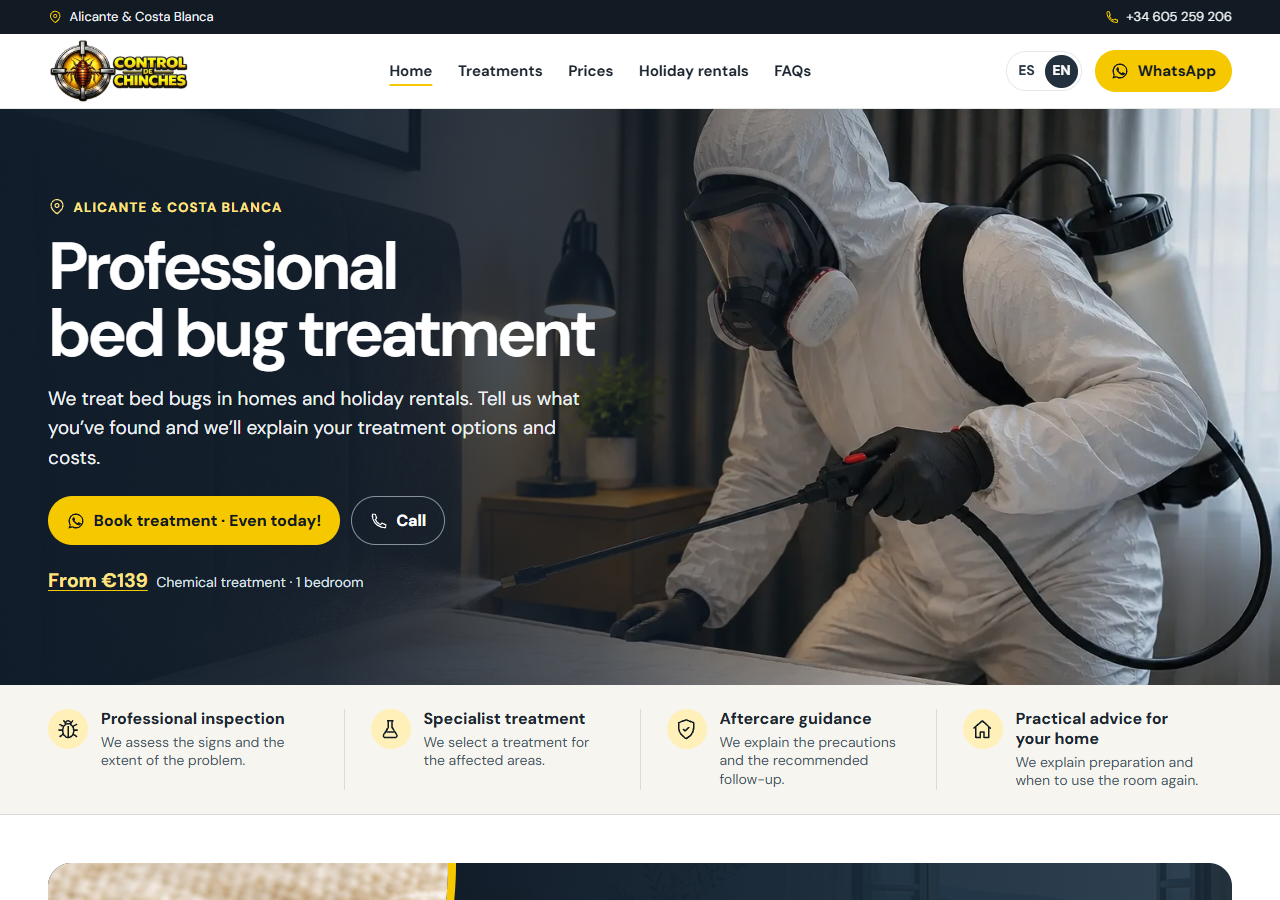 Alicante & Costa Blanca
+34 605 259 206
CONTROL
DE
CHINCHES
Home
Treatments
Prices
Holiday rentals
FAQs
ES
EN
WhatsApp
ALICANTE & COSTA BLANCA
Professional
bed bug treatment
We treat bed bugs in homes and holiday rentals. Tell us what
you’ve found and we’ll explain your treatment options and
costs.
Book treatment · Even today!
Call
From €139 Chemical treatment · 1 bedroom
Professional inspection
We assess the signs and the
extent of the problem.
Specialist treatment
We select a treatment for
the affected areas.
Aftercare guidance
We explain the precautions
and the recommended
follow-up.
Practical advice for
your home
We explain preparation and
when to use the room again.